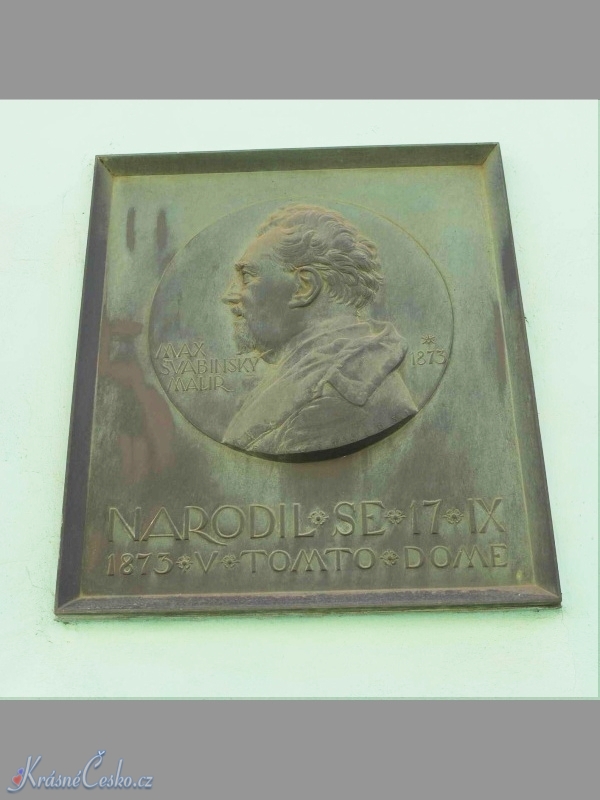 MAX
ŠVABINSKÝ
MALÍŘ
*
1873
NARODIL * SE * 17 * IX
1873 * V * TOMTO * DOMĚ
KrásnéČesko.cz